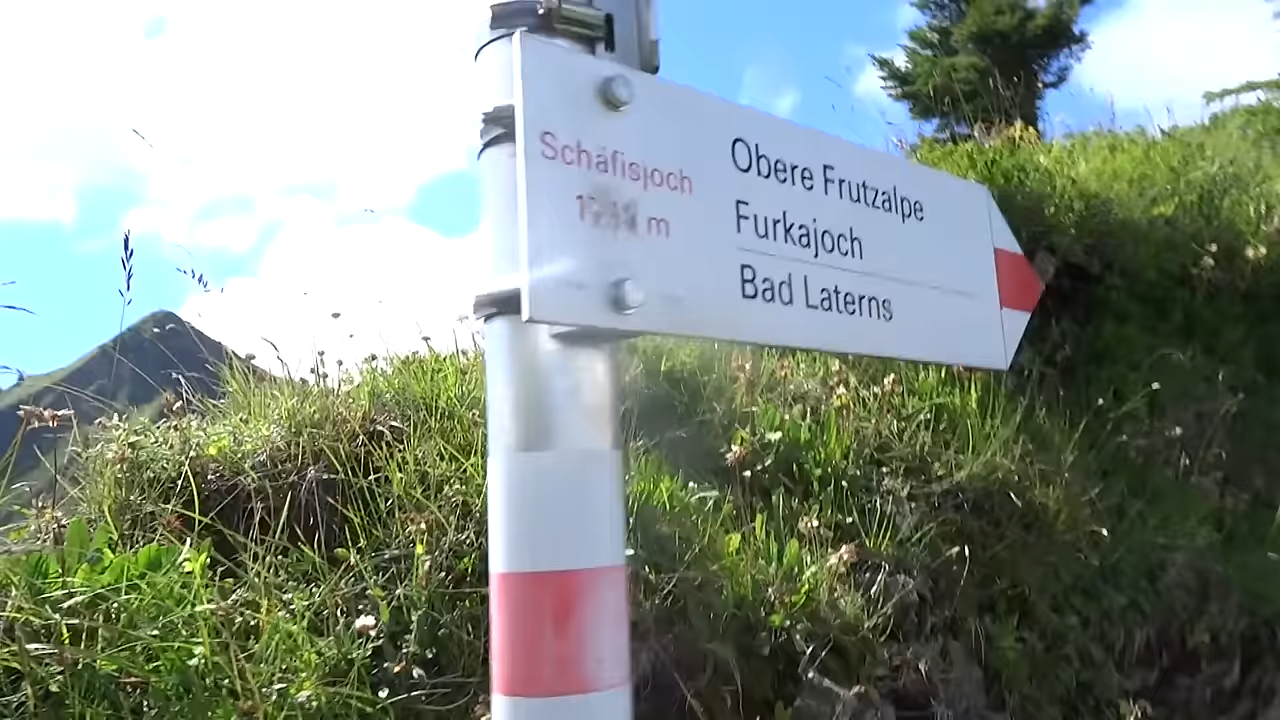 Schäfisjoch
m
Obere Frutzalpe
Furkajoch
Bad Laterns